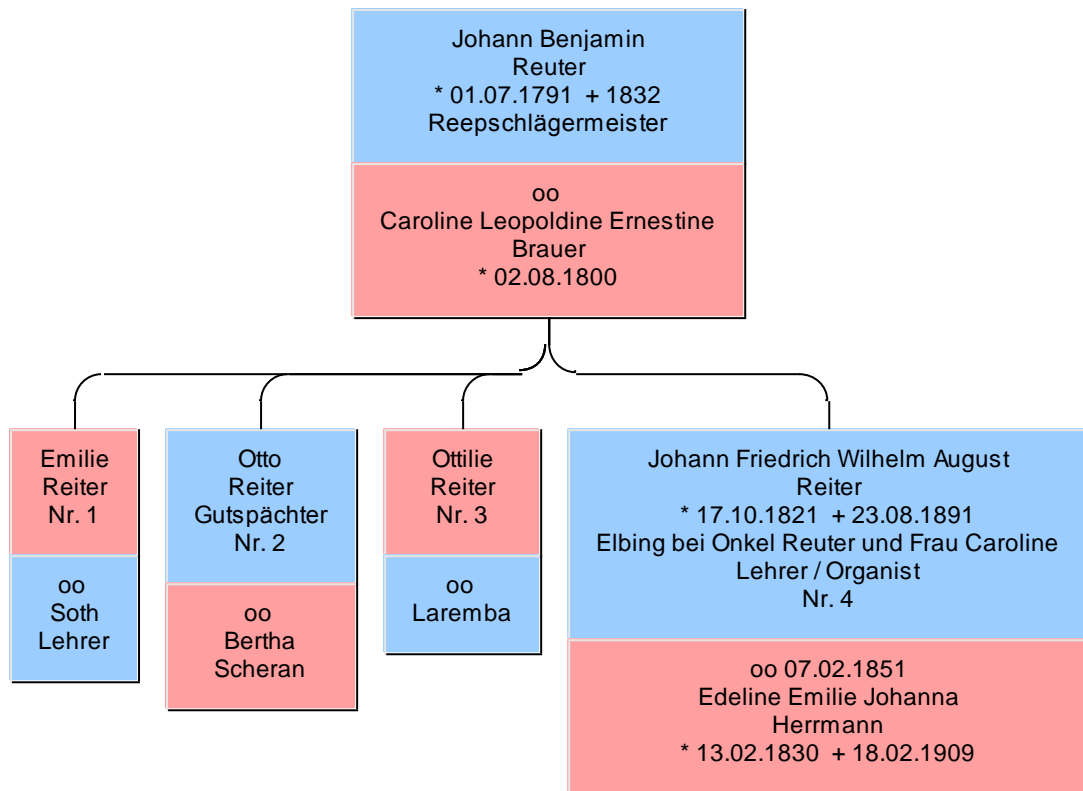 Johann Benjamin
Reuter
* 01.07.1791 + 1832
Reepschlägermeister
oo
Caroline Leopoldine Ernestine
Brauer
* 02.08.1800
Emilie
Reiter
Nr. 1
oo
Soth
Lehrer
Otto
Reiter
Gutspächter
Nr. 2
oo
Bertha
Scheran
Ottilie
Reiter
Nr. 3
oo
Laremba
Johann Friedrich Wilhelm August
Reiter
* 17.10.1821 + 23.08.1891
Elbing bei Onkel Reuter und Frau Caroline
Lehrer / Organist
Nr. 4
oo 07.02.1851
Edeline Emilie Johanna
Herrmann
* 13.02.1830 + 18.02.1909